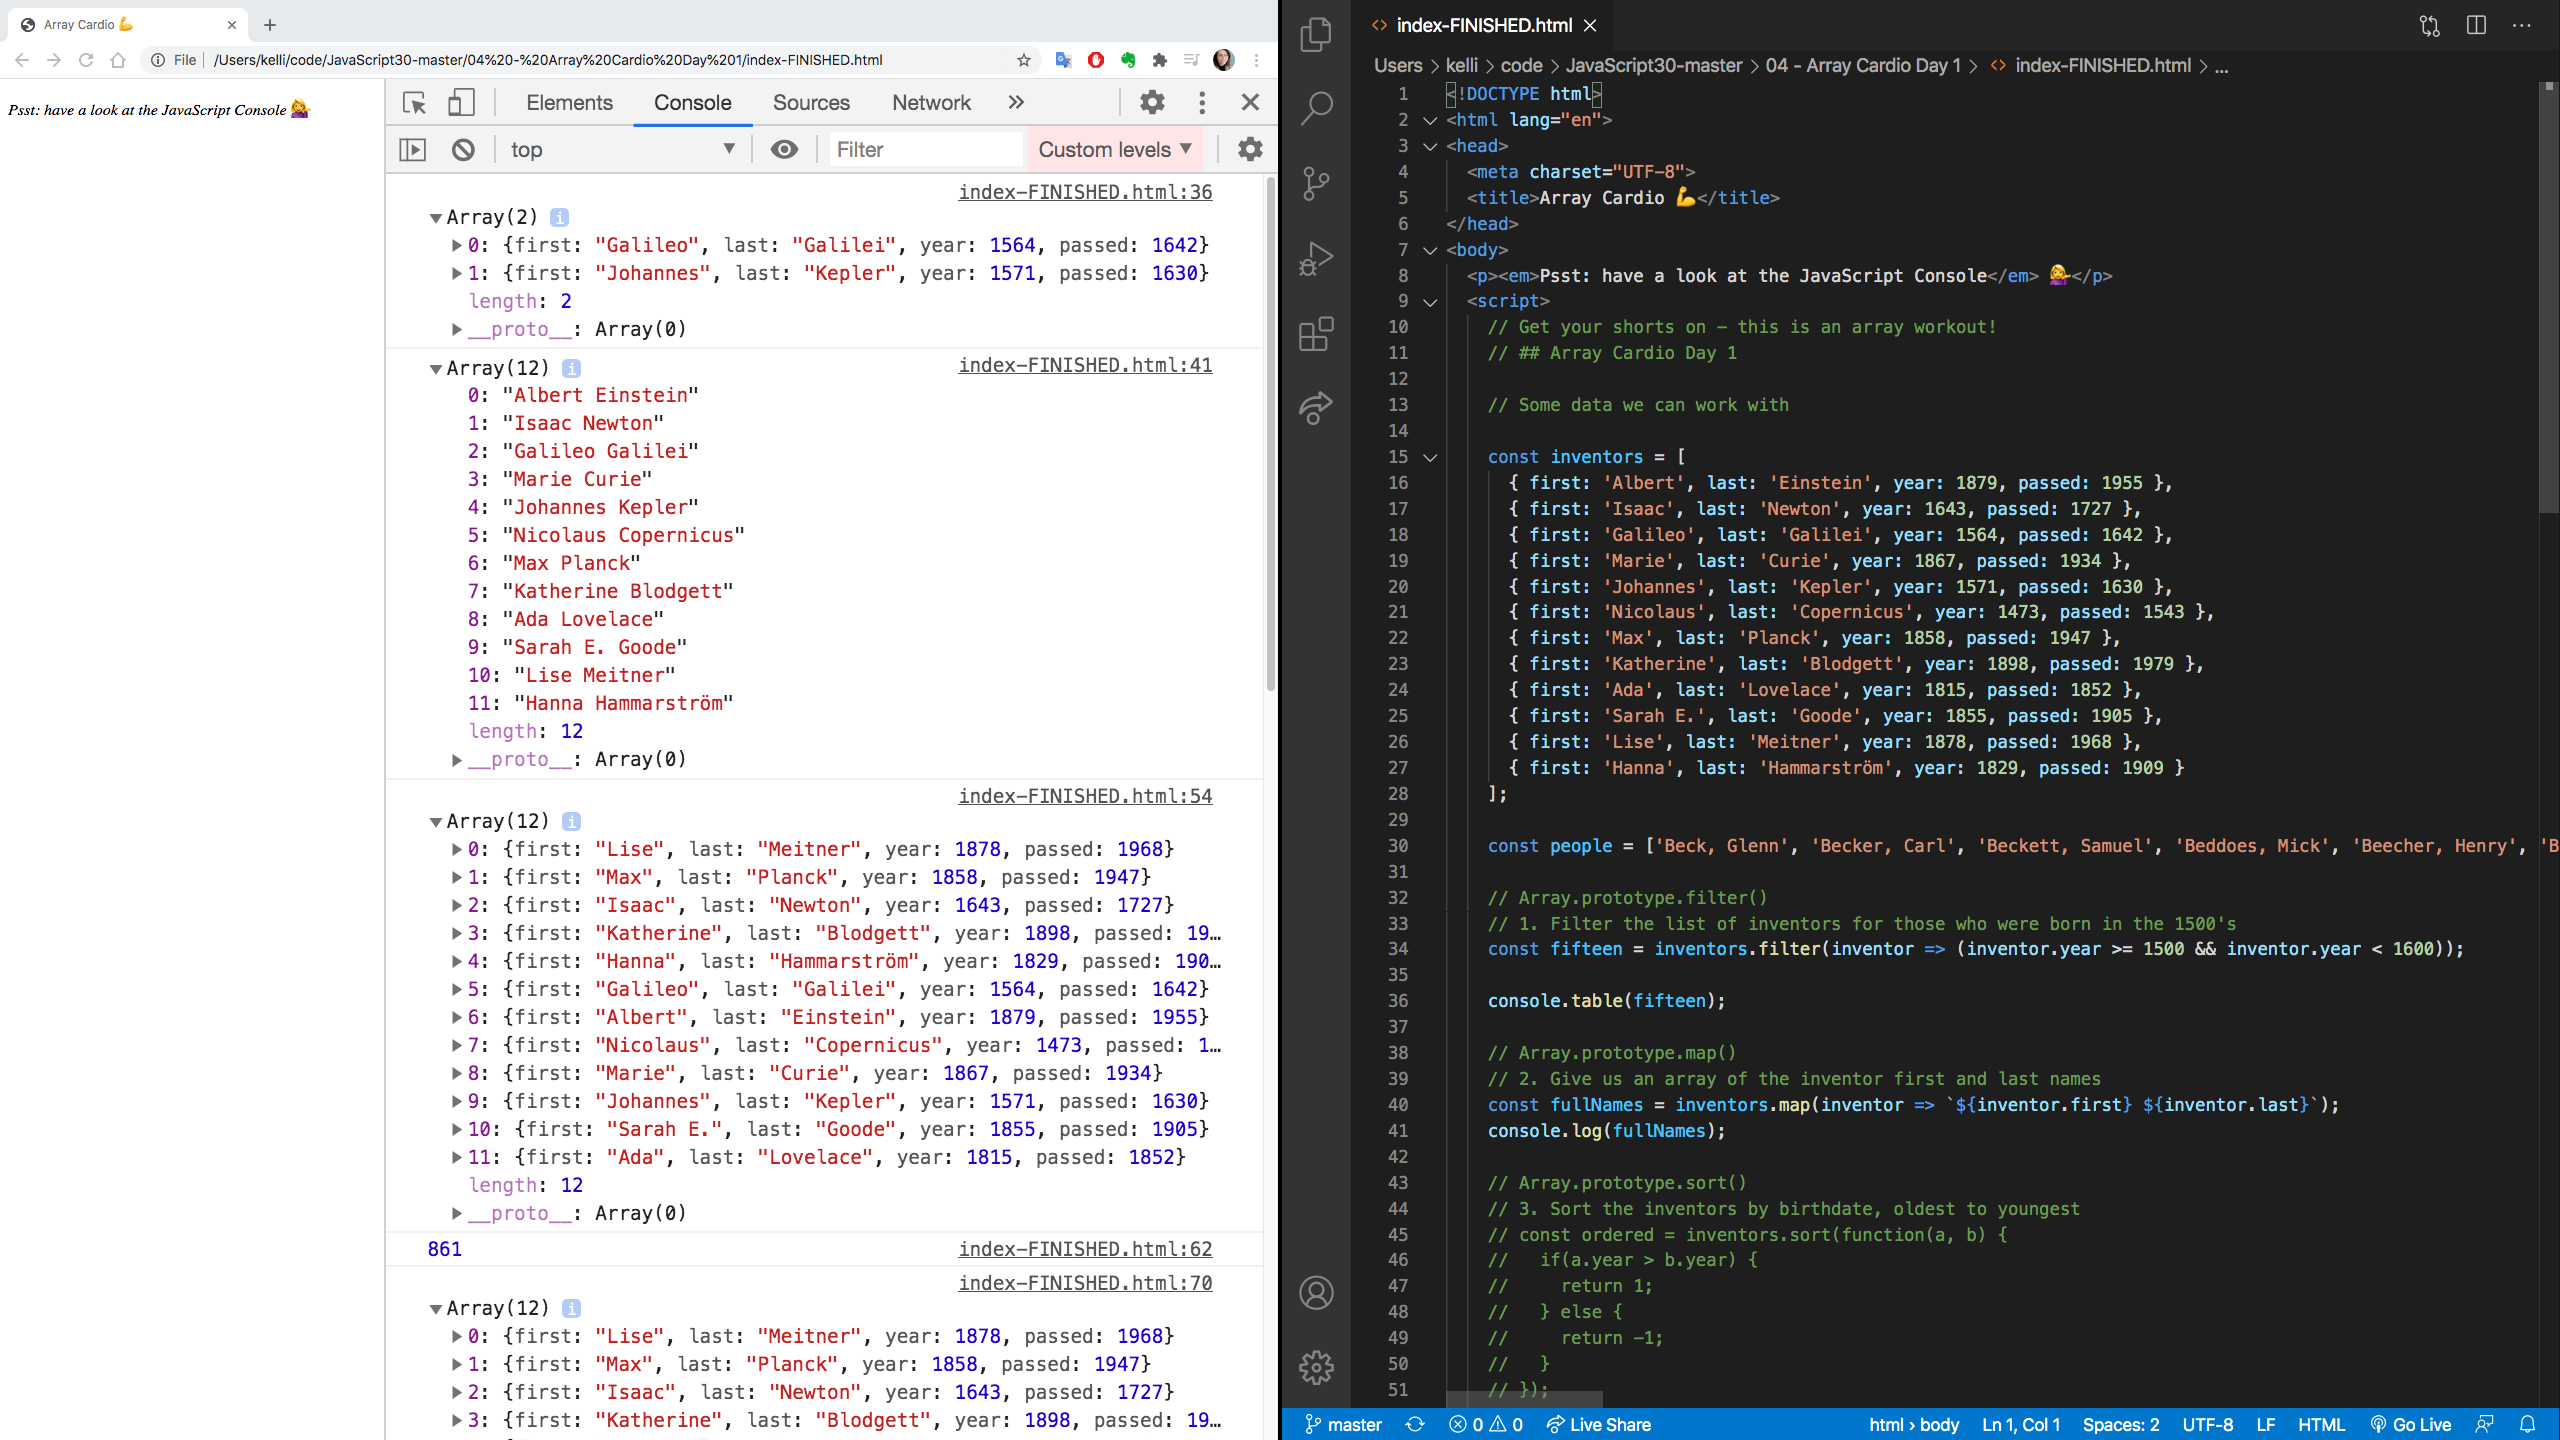 Array Cardio 💪
File | /Users/kelli/code/JavaScript30-master/04%20-%20Array%20Cardio%20Day%201/index-FINISHED.html
Psst: have a look at the JavaScript Console 💁
Elements Console Sources Network »
top Filter Custom levels
index-FINISHED.html:36
Array(2)
0: {first: "Galileo", last: "Galilei", year: 1564, passed: 1642}
1: {first: "Johannes", last: "Kepler", year: 1571, passed: 1630}
length: 2
__proto__: Array(0)
index-FINISHED.html:41
Array(12)
0: "Albert Einstein"
1: "Isaac Newton"
2: "Galileo Galilei"
3: "Marie Curie"
4: "Johannes Kepler"
5: "Nicolaus Copernicus"
6: "Max Planck"
7: "Katherine Blodgett"
8: "Ada Lovelace"
9: "Sarah E. Goode"
10: "Lise Meitner"
11: "Hanna Hammarström"
length: 12
__proto__: Array(0)
index-FINISHED.html:54
Array(12)
0: {first: "Lise", last: "Meitner", year: 1878, passed: 1968}
1: {first: "Max", last: "Planck", year: 1858, passed: 1947}
2: {first: "Isaac", last: "Newton", year: 1643, passed: 1727}
3: {first: "Katherine", last: "Blodgett", year: 1898, passed: 19…
4: {first: "Hanna", last: "Hammarström", year: 1829, passed: 190…
5: {first: "Galileo", last: "Galilei", year: 1564, passed: 1642}
6: {first: "Albert", last: "Einstein", year: 1879, passed: 1955}
7: {first: "Nicolaus", last: "Copernicus", year: 1473, passed: 1…
8: {first: "Marie", last: "Curie", year: 1867, passed: 1934}
9: {first: "Johannes", last: "Kepler", year: 1571, passed: 1630}
10: {first: "Sarah E.", last: "Goode", year: 1855, passed: 1905}
11: {first: "Ada", last: "Lovelace", year: 1815, passed: 1852}
length: 12
__proto__: Array(0)
861 index-FINISHED.html:62
index-FINISHED.html:70
Array(12)
0: {first: "Lise", last: "Meitner", year: 1878, passed: 1968}
1: {first: "Max", last: "Planck", year: 1858, passed: 1947}
2: {first: "Isaac", last: "Newton", year: 1643, passed: 1727}
3: {first: "Katherine", last: "Blodgett", year: 1898, passed: 19…
index-FINISHED.html
Users > kelli > code > JavaScript30-master > 04 - Array Cardio Day 1 > index-FINISHED.html > ...
1 <!DOCTYPE html>
2 <html lang="en">
3 <head>
4 <meta charset="UTF-8">
5 <title>Array Cardio 💪</title>
6 </head>
7 <body>
8 <p><em>Psst: have a look at the JavaScript Console</em> 💁</p>
9 <script>
10 // Get your shorts on - this is an array workout!
11 // ## Array Cardio Day 1
12
13 // Some data we can work with
14
15 const inventors = [
16 { first: 'Albert', last: 'Einstein', year: 1879, passed: 1955 },
17 { first: 'Isaac', last: 'Newton', year: 1643, passed: 1727 },
18 { first: 'Galileo', last: 'Galilei', year: 1564, passed: 1642 },
19 { first: 'Marie', last: 'Curie', year: 1867, passed: 1934 },
20 { first: 'Johannes', last: 'Kepler', year: 1571, passed: 1630 },
21 { first: 'Nicolaus', last: 'Copernicus', year: 1473, passed: 1543 },
22 { first: 'Max', last: 'Planck', year: 1858, passed: 1947 },
23 { first: 'Katherine', last: 'Blodgett', year: 1898, passed: 1979 },
24 { first: 'Ada', last: 'Lovelace', year: 1815, passed: 1852 },
25 { first: 'Sarah E.', last: 'Goode', year: 1855, passed: 1905 },
26 { first: 'Lise', last: 'Meitner', year: 1878, passed: 1968 },
27 { first: 'Hanna', last: 'Hammarström', year: 1829, passed: 1909 }
28 ];
29
30 const people = ['Beck, Glenn', 'Becker, Carl', 'Beckett, Samuel', 'Beddoes, Mick', 'Beecher, Henry', 'B
31
32 // Array.prototype.filter()
33 // 1. Filter the list of inventors for those who were born in the 1500's
34 const fifteen = inventors.filter(inventor => (inventor.year >= 1500 && inventor.year < 1600));
35
36 console.table(fifteen);
37
38 // Array.prototype.map()
39 // 2. Give us an array of the inventor first and last names
40 const fullNames = inventors.map(inventor => `${inventor.first} ${inventor.last}`);
41 console.log(fullNames);
42
43 // Array.prototype.sort()
44 // 3. Sort the inventors by birthdate, oldest to youngest
45 // const ordered = inventors.sort(function(a, b) {
46 // if(a.year > b.year) {
47 // return 1;
48 // } else {
49 // return -1;
50 // }
51 // });
master 0 0 Live Share html › body Ln 1, Col 1 Spaces: 2 UTF-8 LF HTML Go Live